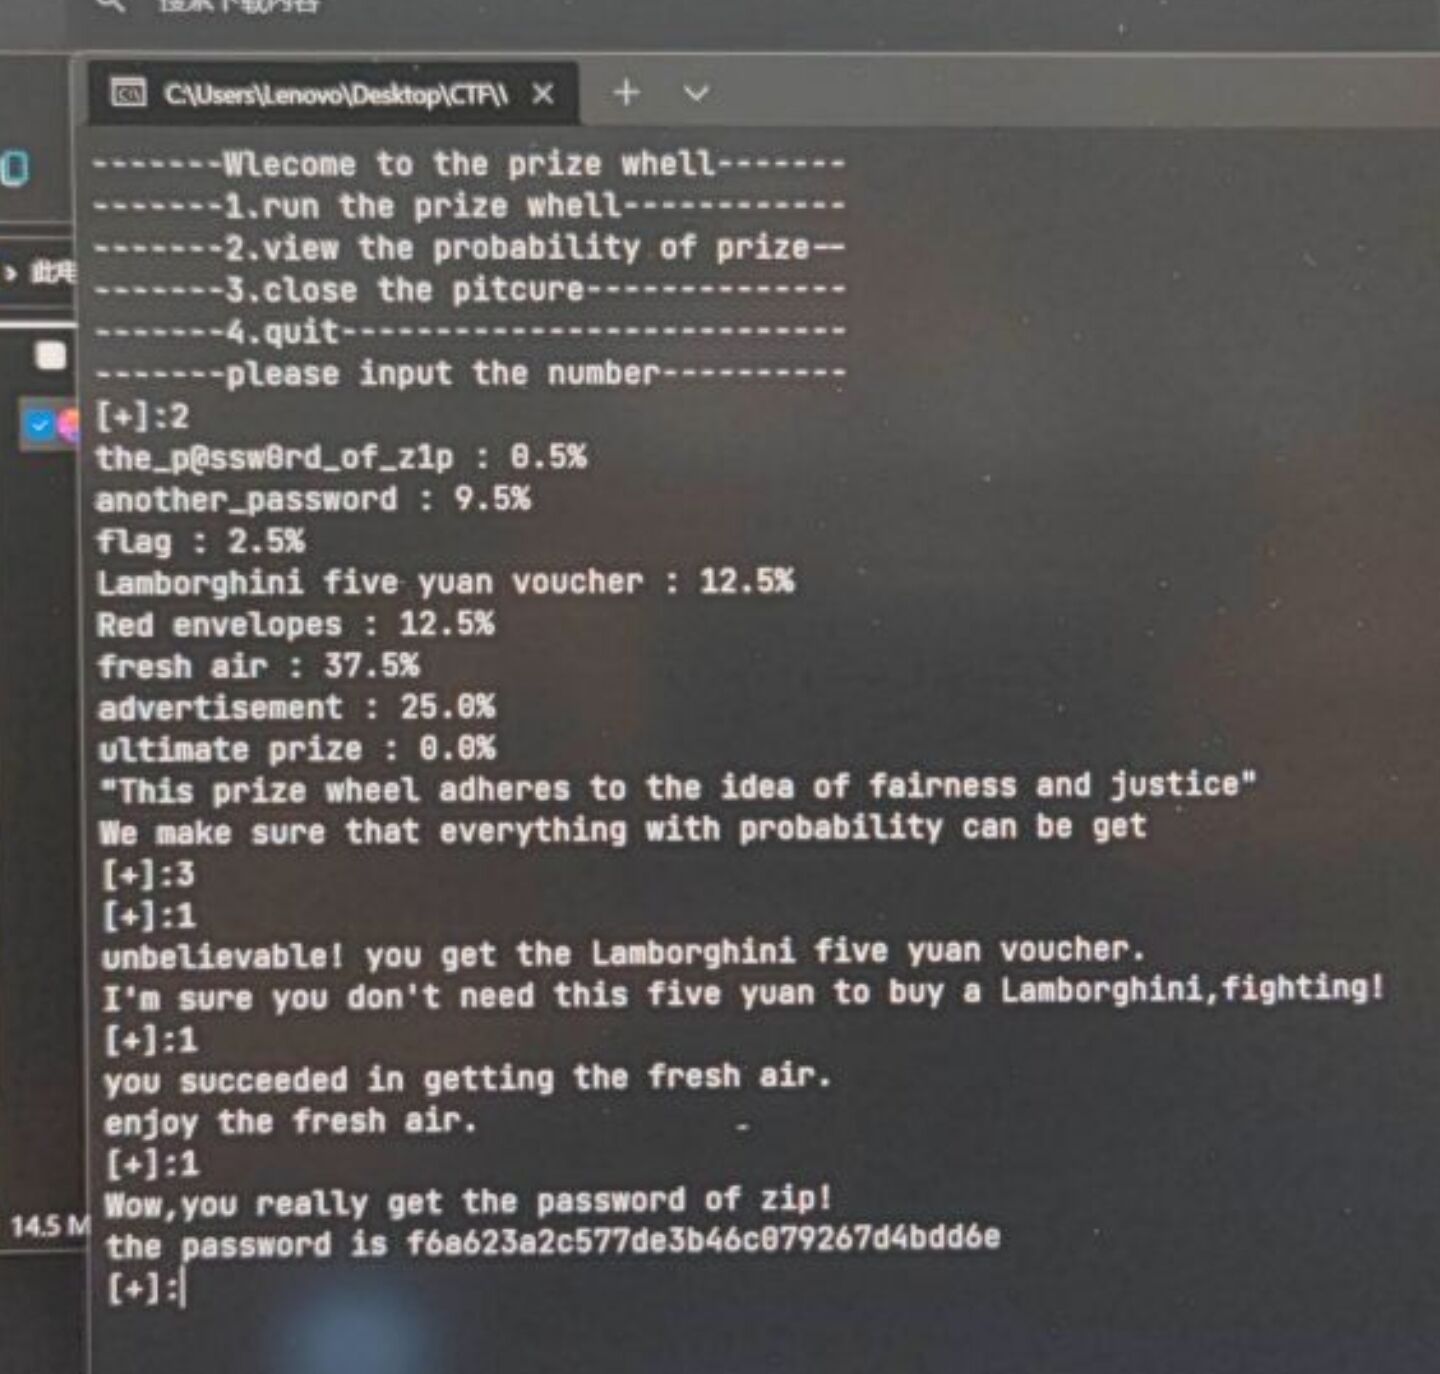 搜索下载内容
C:\Users\Lenovo\Desktop\CTF\\
-------Wlecome to the prize whell-------
-------1.run the prize whell------------
-------2.view the probability of prize--
-------3.close the pitcure--------------
-------4.quit---------------------------
-------please input the number----------
[+]:2
the_p@ssw0rd_of_z1p : 0.5%
another_password : 9.5%
flag : 2.5%
Lamborghini five yuan voucher : 12.5%
Red envelopes : 12.5%
fresh air : 37.5%
advertisement : 25.0%
ultimate prize : 0.0%
"This prize wheel adheres to the idea of fairness and justice"
We make sure that everything with probability can be get
[+]:3
[+]:1
unbelievable! you get the Lamborghini five yuan voucher.
I'm sure you don't need this five yuan to buy a Lamborghini,fighting!
[+]:1
you succeeded in getting the fresh air.
enjoy the fresh air.
[+]:1
Wow,you really get the password of zip!
the password is f6a623a2c577de3b46c079267d4bdd6e
[+]:
此电
14.5 M